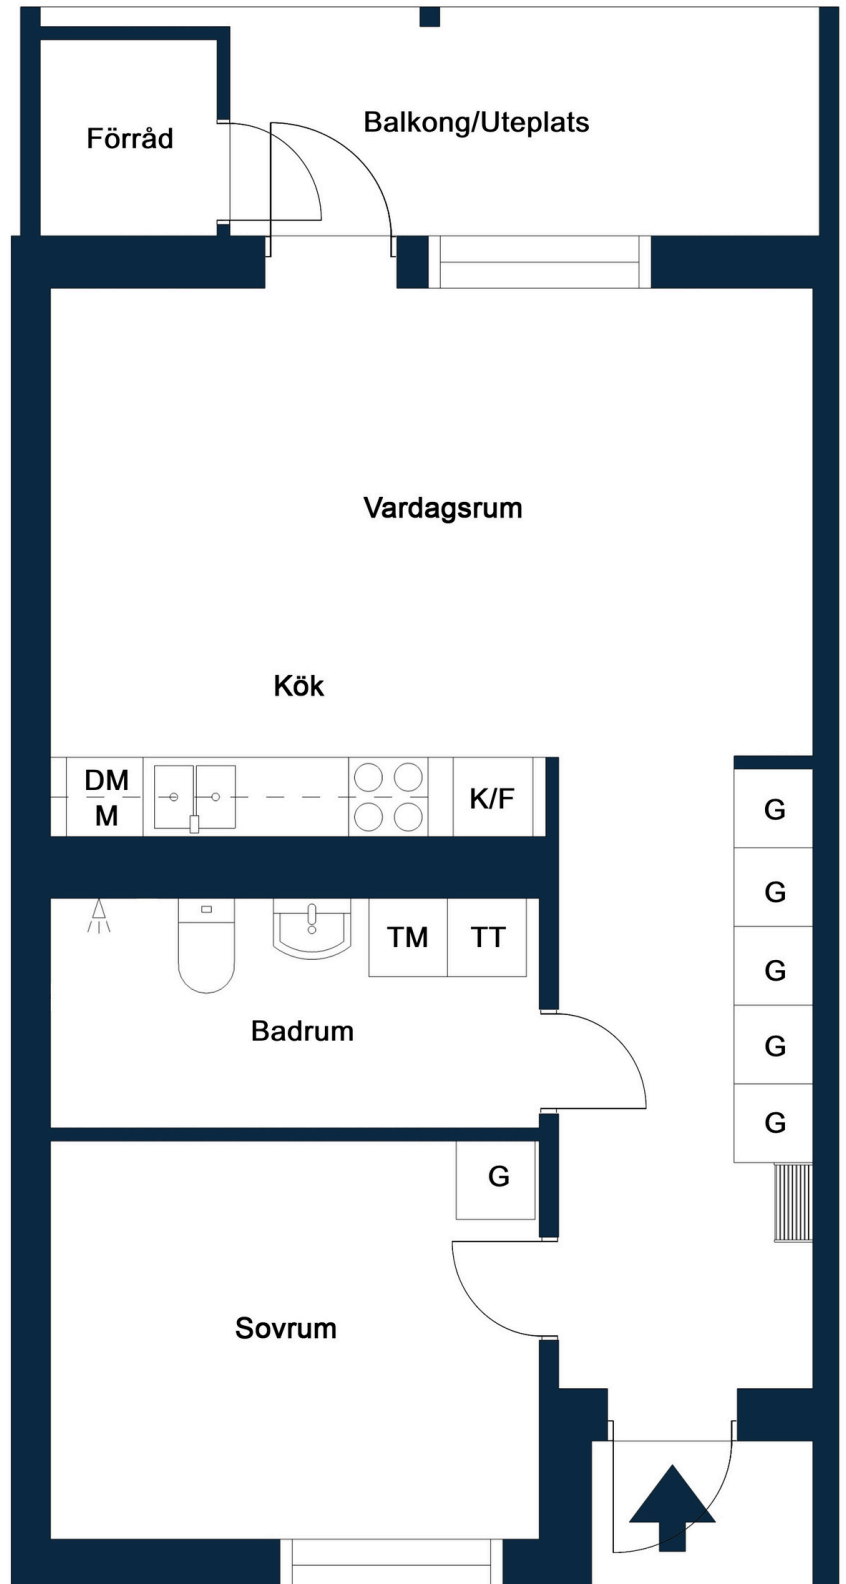 Förråd
Balkong/Uteplats
Vardagsrum
Kök
DM
M
K/F
G
G
G
G
G
TM
TT
Badrum
G
Sovrum